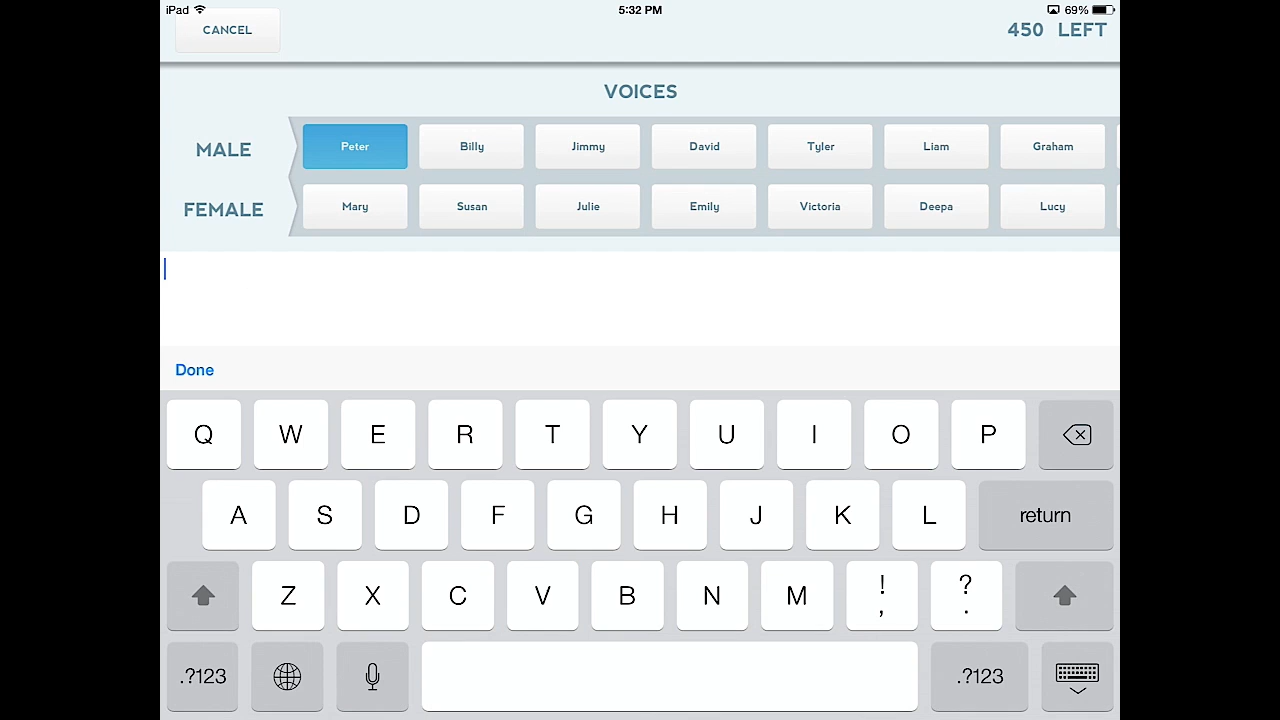 iPad 5:32 PM 69%
CANCEL 450 LEFT
VOICES
MALE Peter Billy Jimmy David Tyler Liam Graham
FEMALE Mary Susan Julie Emily Victoria Deepa Lucy
Done
Q W E R T Y U I O P
A S D F G H J K L return
Z X C V B N M ! , ? .
.?123 .?123